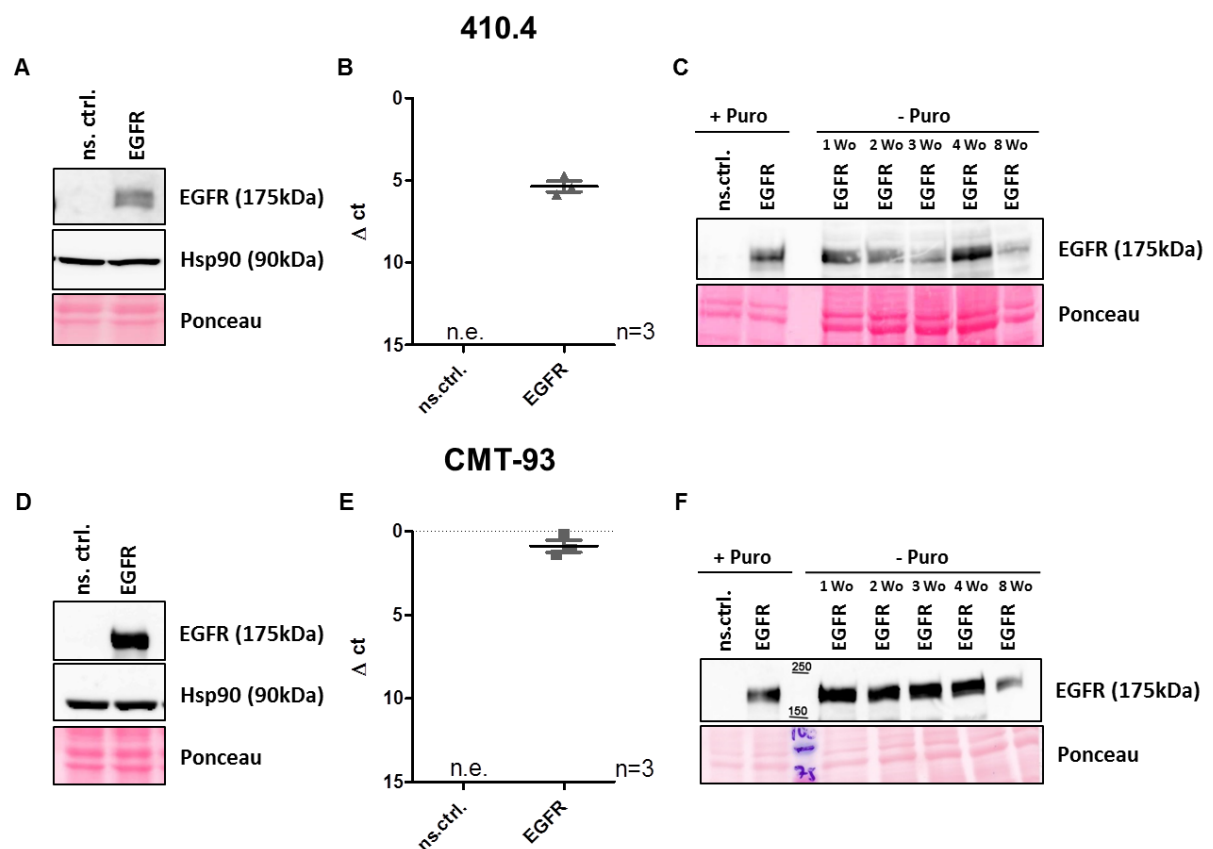 410.4
A
ns. ctrl.
EGFR
EGFR (175kDa)
Hsp90 (90kDa)
Ponceau
B
0
5
10
15
Δ ct
n.e.
n=3
ns.ctrl.
EGFR
C
+ Puro
- Puro
1 Wo 2 Wo 3 Wo 4 Wo 8 Wo
ns.ctrl. EGFR EGFR EGFR EGFR EGFR EGFR
EGFR (175kDa)
Ponceau
CMT-93
D
ns. ctrl.
EGFR
EGFR (175kDa)
Hsp90 (90kDa)
Ponceau
E
0
5
10
15
Δ ct
n.e.
n=3
ns.ctrl.
EGFR
F
+ Puro
- Puro
1 Wo 2 Wo 3 Wo 4 Wo 8 Wo
ns.ctrl. EGFR EGFR EGFR EGFR EGFR EGFR
250
150
EGFR (175kDa)
100
75
Ponceau